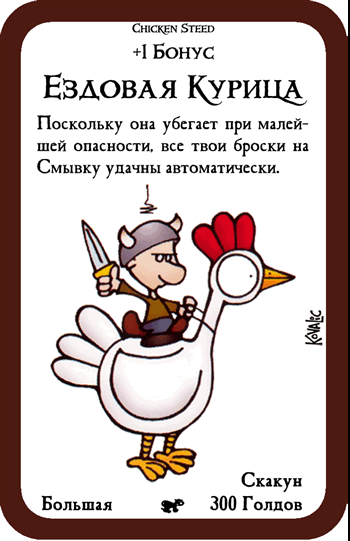 Chicken Steed
+1 Бонус
Ездовая Курица
Поскольку она убегает при малей-
шей опасности, все твои броски на
Смывку удачны автоматически.
Kovalic
Скакун
Большая 300 Голдов